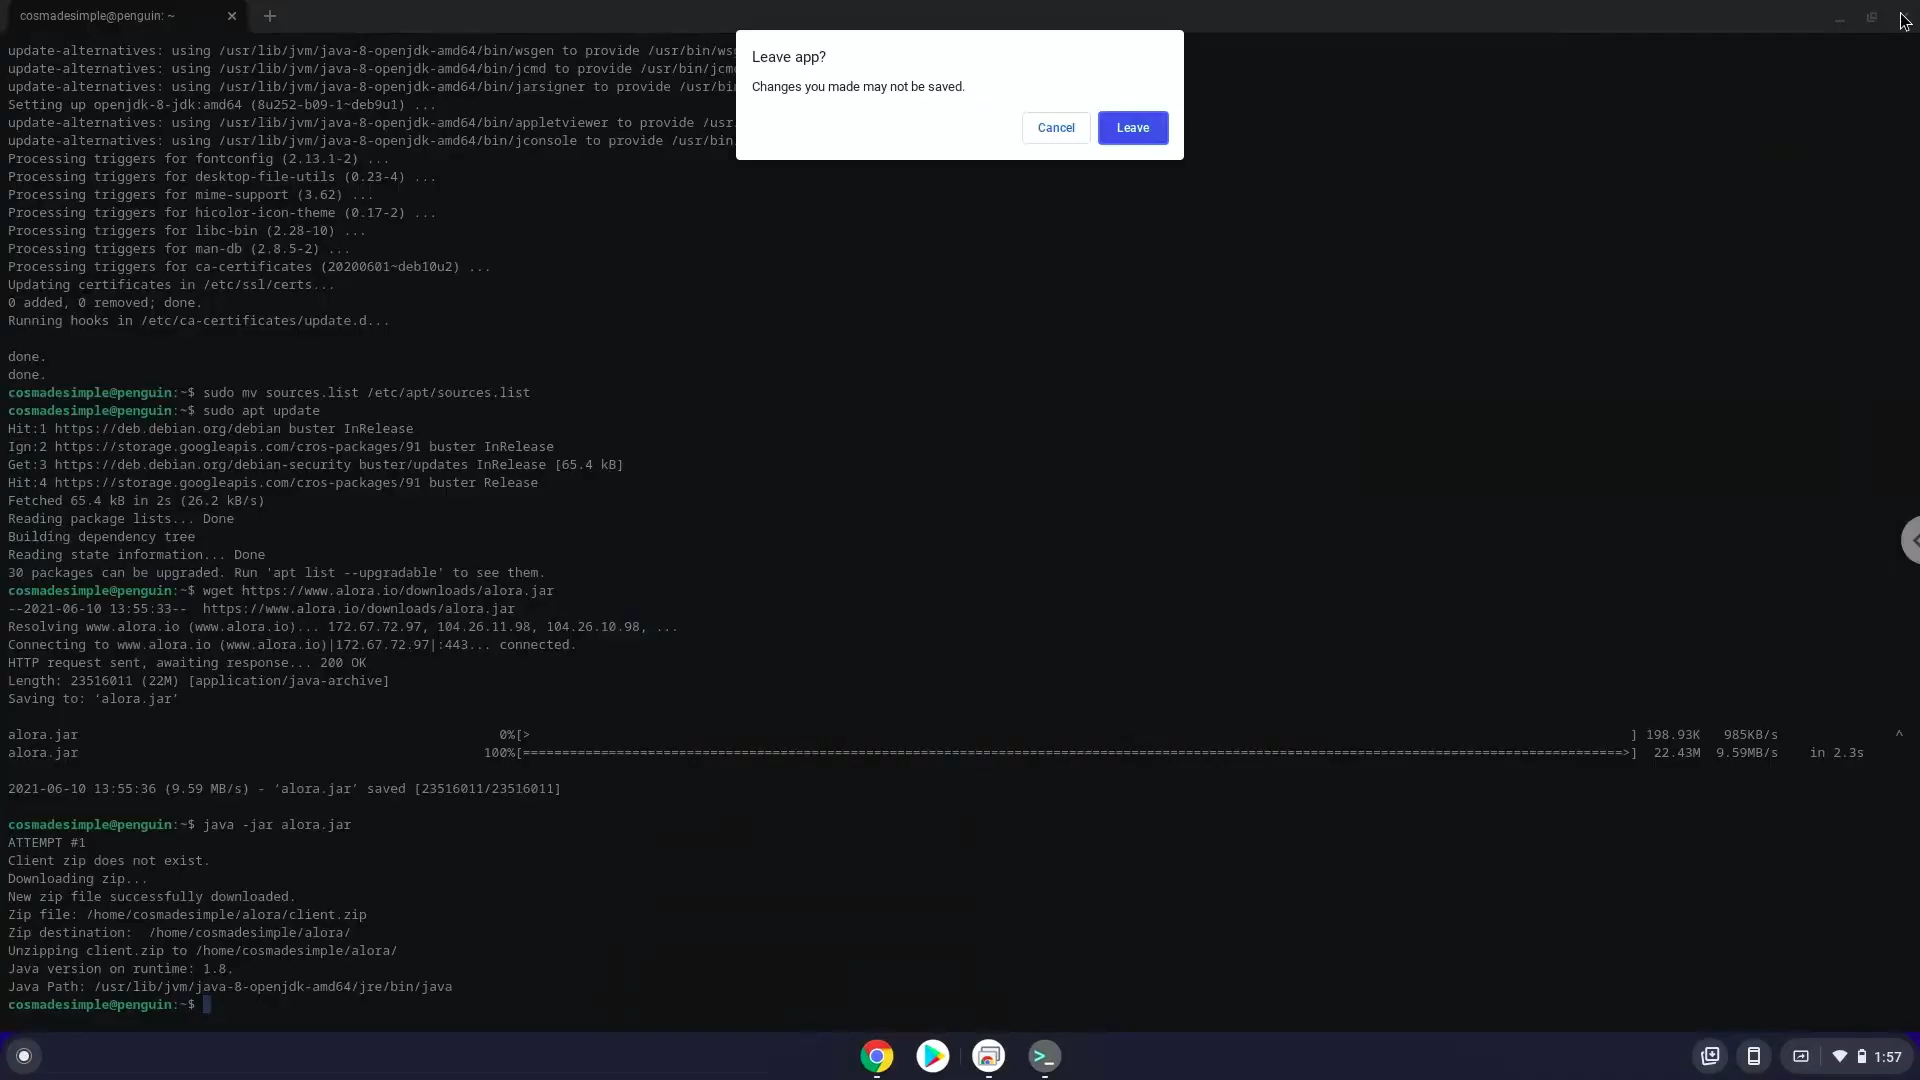 cosmadesimple@penguin: ~
update-alternatives: using /usr/lib/jvm/java-8-openjdk-amd64/bin/wsgen to provide /usr/bin/wsg
update-alternatives: using /usr/lib/jvm/java-8-openjdk-amd64/bin/jcmd to provide /usr/bin/jcmd
update-alternatives: using /usr/lib/jvm/java-8-openjdk-amd64/bin/jarsigner to provide /usr/bin
Setting up openjdk-8-jdk:amd64 (8u252-b09-1~deb9u1) ...
update-alternatives: using /usr/lib/jvm/java-8-openjdk-amd64/bin/appletviewer to provide /usr.
update-alternatives: using /usr/lib/jvm/java-8-openjdk-amd64/bin/jconsole to provide /usr/bin
Leave app?
Changes you made may not be saved.
Cancel
Leave
Processing triggers for fontconfig (2.13.1-2) ...
Processing triggers for desktop-file-utils (0.23-4) ...
Processing triggers for mime-support (3.62) ...
Processing triggers for hicolor-icon-theme (0.17-2) ...
Processing triggers for libc-bin (2.28-10) ...
Processing triggers for man-db (2.8.5-2) ...
Processing triggers for ca-certificates (20200601~deb10u2) ...
Updating certificates in /etc/ssl/certs...
0 added, 0 removed; done.
Running hooks in /etc/ca-certificates/update.d...
done.
done.
cosmadesimple@penguin:~$ sudo mv sources.list /etc/apt/sources.list
cosmadesimple@penguin:~$ sudo apt update
Hit:1 https://deb.debian.org/debian buster InRelease
Ign:2 https://storage.googleapis.com/cros-packages/91 buster InRelease
Get:3 https://deb.debian.org/debian-security buster/updates InRelease [65.4 kB]
Hit:4 https://storage.googleapis.com/cros-packages/91 buster Release
Fetched 65.4 kB in 2s (26.2 kB/s)
Reading package lists... Done
Building dependency tree
Reading state information... Done
30 packages can be upgraded. Run 'apt list --upgradable' to see them.
cosmadesimple@penguin:~$ wget https://www.alora.io/downloads/alora.jar
--2021-06-10 13:55:33--  https://www.alora.io/downloads/alora.jar
Resolving www.alora.io (www.alora.io)... 172.67.72.97, 104.26.11.98, 104.26.10.98, ...
Connecting to www.alora.io (www.alora.io)|172.67.72.97|:443... connected.
HTTP request sent, awaiting response... 200 OK
Length: 23516011 (22M) [application/java-archive]
Saving to: ‘alora.jar’
alora.jar 0%[> ] 198.93K 985KB/s ^
alora.jar 100%[===================>] 22.43M 9.59MB/s in 2.3s
2021-06-10 13:55:36 (9.59 MB/s) - ‘alora.jar’ saved [23516011/23516011]
cosmadesimple@penguin:~$ java -jar alora.jar
ATTEMPT #1
Client zip does not exist.
Downloading zip...
New zip file successfully downloaded.
Zip file: /home/cosmadesimple/alora/client.zip
Zip destination:  /home/cosmadesimple/alora/
Unzipping client.zip to /home/cosmadesimple/alora/
Java version on runtime: 1.8.
Java Path: /usr/lib/jvm/java-8-openjdk-amd64/jre/bin/java
cosmadesimple@penguin:~$
1:57